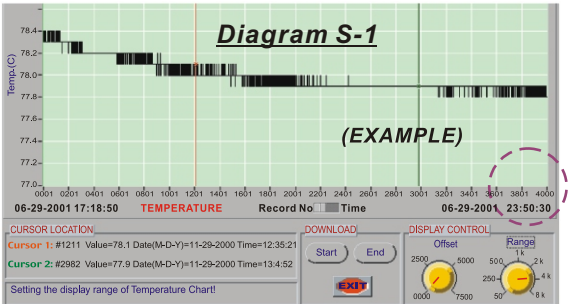 Diagram S-1
78.4
78.2
78.0
77.8
77.6
77.4
77.2
77.0
Temp.(C)
(EXAMPLE)
0001 0201 0401 0601 0801 1001 1201 1401 1601 1801 2001 2201 2401 2601 2801 3001 3201 3401 3601 3801 4000
06-29-2001 17:18:50 TEMPERATURE Record No Time 06-29-2001 23:50:30
CURSOR LOCATION
Cursor 1: #1211 Value=78.1 Date(M-D-Y)=11-29-2000 Time=12:35:21
Cursor 2: #2982 Value=77.9 Date(M-D-Y)=11-29-2000 Time=13:4:52
Setting the display range of Temperature Chart!
DOWNLOAD
Start End
EXIT
DISPLAY CONTROL
Offset
2500 5000
0000 7500
Range
1 k
500 2 k
250 4 k
50 8 k